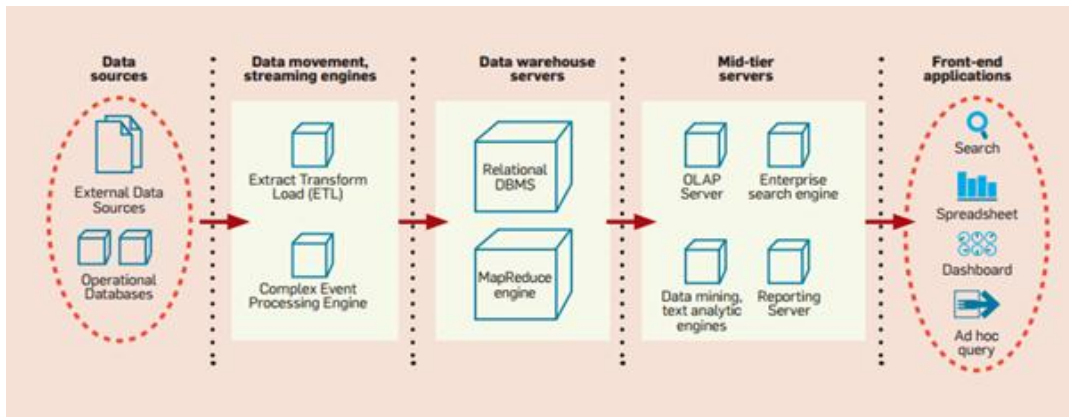 Data
sources
Data movement,
streaming engines
Data warehouse
servers
Mid-tier
servers
Front-end
applications
External Data
Sources
Operational
Databases
Extract Transform
Load (ETL)
Complex Event
Processing Engine
Relational
DBMS
MapReduce
engine
OLAP
Server
Enterprise
search engine
Data mining,
text analytic
engines
Reporting
Server
Search
Spreadsheet
Dashboard
Ad hoc
query